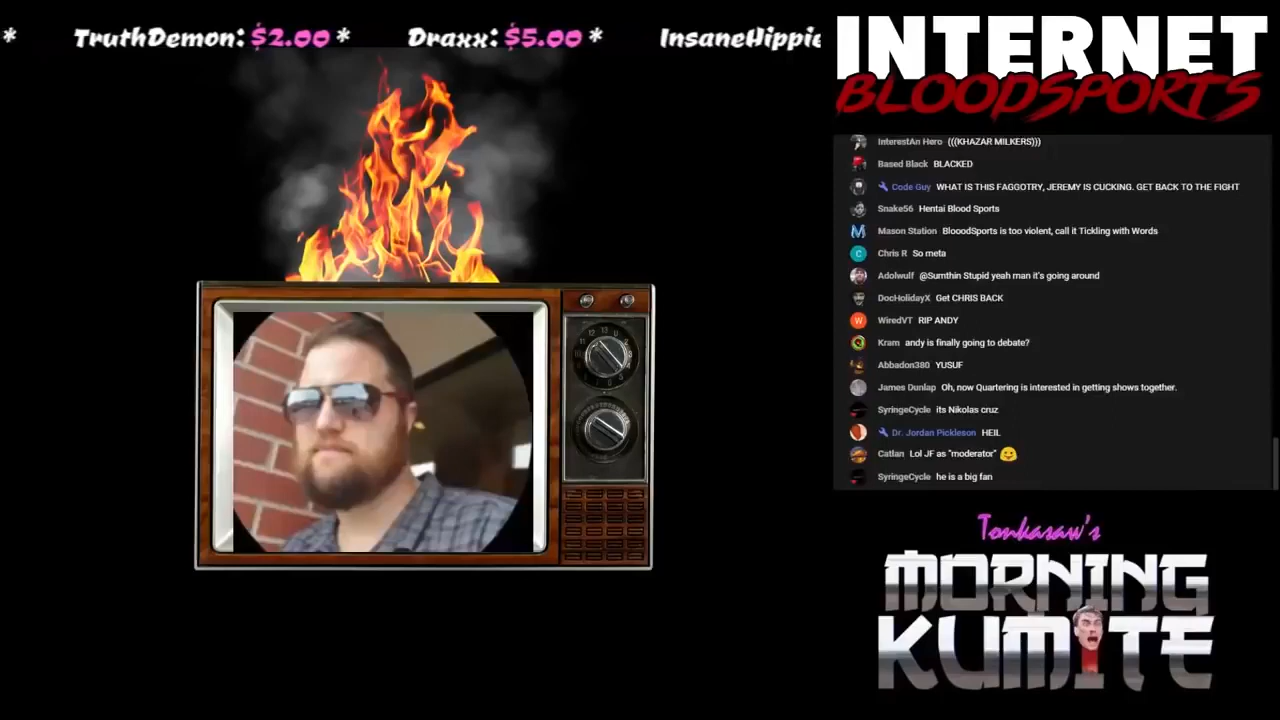 * TruthDemon: $2.00 * Draxx: $5.00 * InsaneHippie
INTERNET
BLOODSPORTS
InterestAn Hero (((KHAZAR MILKERS)))
Based Black BLACKED
Code Guy WHAT IS THIS FAGGOTRY, JEREMY IS CUCKING. GET BACK TO THE FIGHT
Snake56 Hentai Blood Sports
M Mason Station BlooodSports is too violent, call it Tickling with Words
C Chris R So meta
Adolwulf @Sumthin Stupid yeah man it's going around
DocHolidayX Get CHRIS BACK
W WiredVT RIP ANDY
Kram andy is finally going to debate?
Abbadon380 YUSUF
James Dunlap Oh, now Quartering is interested in getting shows together.
SyringeCycle its Nikolas cruz
Dr. Jordan Pickleson HEIL
Catlan Lol JF as "moderator"
SyringeCycle he is a big fan
Tonkasaw's
MORNING
KUMITE